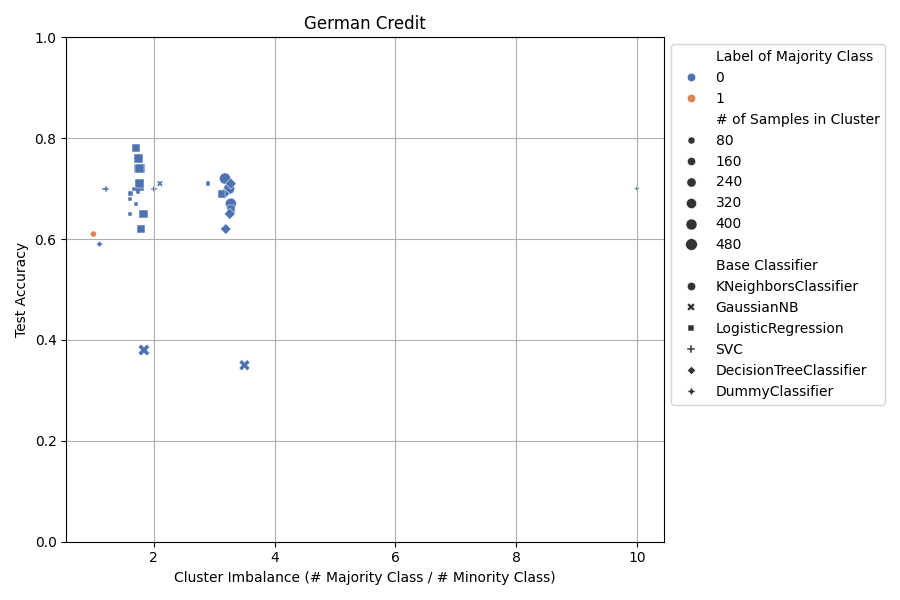 German Credit
1.0
0.8
0.6
0.4
0.2
0.0
Test Accuracy
2
4
6
8
10
Cluster Imbalance (# Majority Class / # Minority Class)
Label of Majority Class
0
1
# of Samples in Cluster
80
160
240
320
400
480
Base Classifier
KNeighborsClassifier
GaussianNB
LogisticRegression
SVC
DecisionTreeClassifier
DummyClassifier